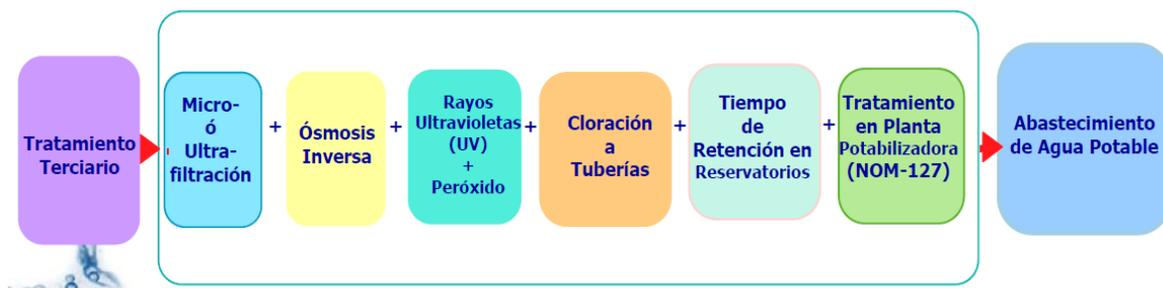 Tratamiento
Terciario
Micro-
ó
Ultra-
filtración
+
Ósmosis
Inversa
+
Rayos
Ultravioletas
(UV)
+
Peróxido
+
Cloración
a
Tuberías
+
Tiempo
de
Retención en
Reservatorios
+
Tratamiento
en Planta
Potabilizadora
(NOM-127)
Abastecimiento
de Agua Potable